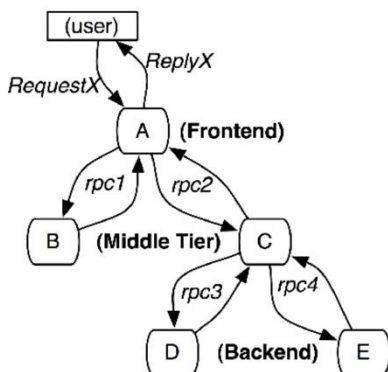 (user)
RequestX
ReplyX
A
(Frontend)
rpc1
rpc2
B
(Middle Tier)
C
rpc3
rpc4
D
(Backend)
E